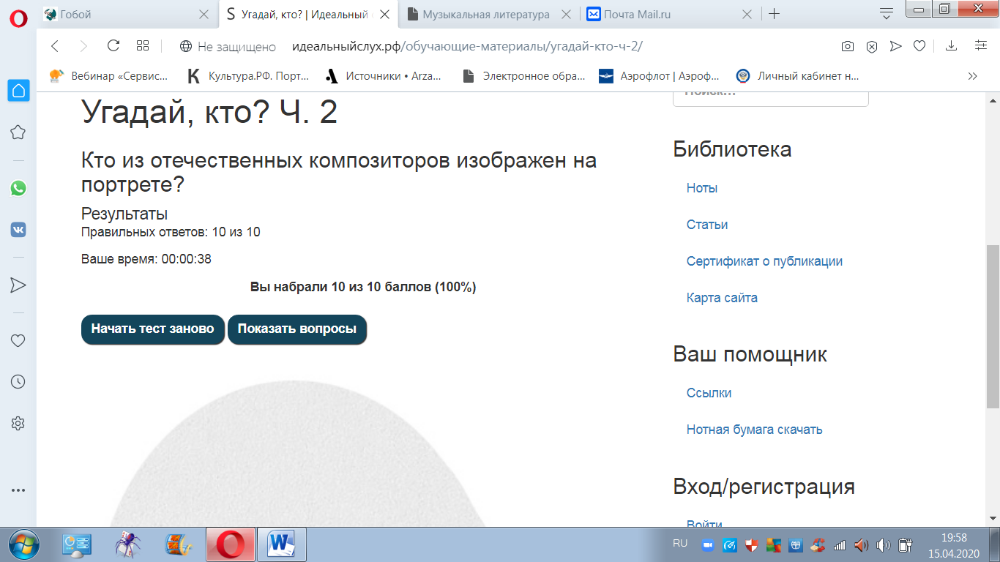 Гобой
Угадай, кто? | Идеальный
Музыкальная литература
Почта Mail.ru
Не защищено
идеальныйслух.рф/обучающие-материалы/угадай-кто-ч-2/
Вебинар «Сервис...
Культура.РФ. Порт...
Источники • Arza...
Электронное обра...
Аэрофлот | Аэроф...
Личный кабинет н...
Поиск...
Угадай, кто? Ч. 2
Кто из отечественных композиторов изображен на
портрете?
Результаты
Правильных ответов: 10 из 10
Ваше время: 00:00:38
Вы набрали 10 из 10 баллов (100%)
Начать тест заново
Показать вопросы
Библиотека
Ноты
Статьи
Сертификат о публикации
Карта сайта
Ваш помощник
Ссылки
Нотная бумага скачать
Вход/регистрация
Войти
RU
19:58
15.04.2020